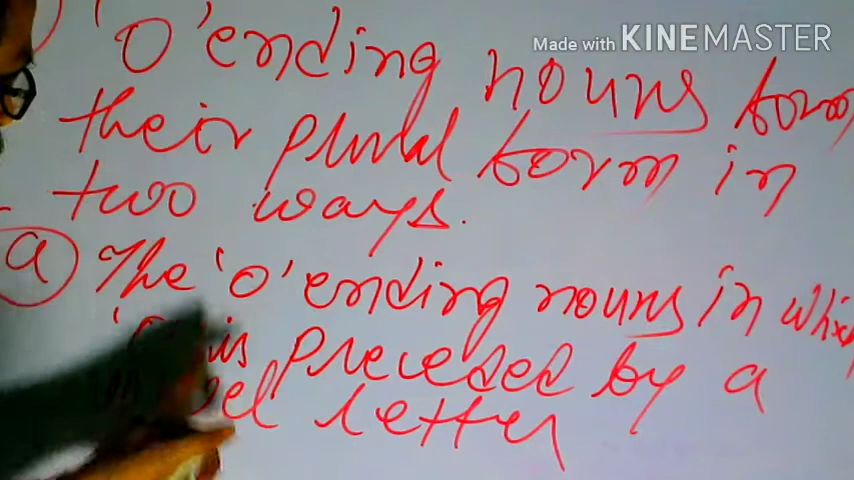 Made with KINEMASTER
'O' ending nouns form
their plural form in
two ways.
a The 'o' ending nouns in which
is preceded by a
letter